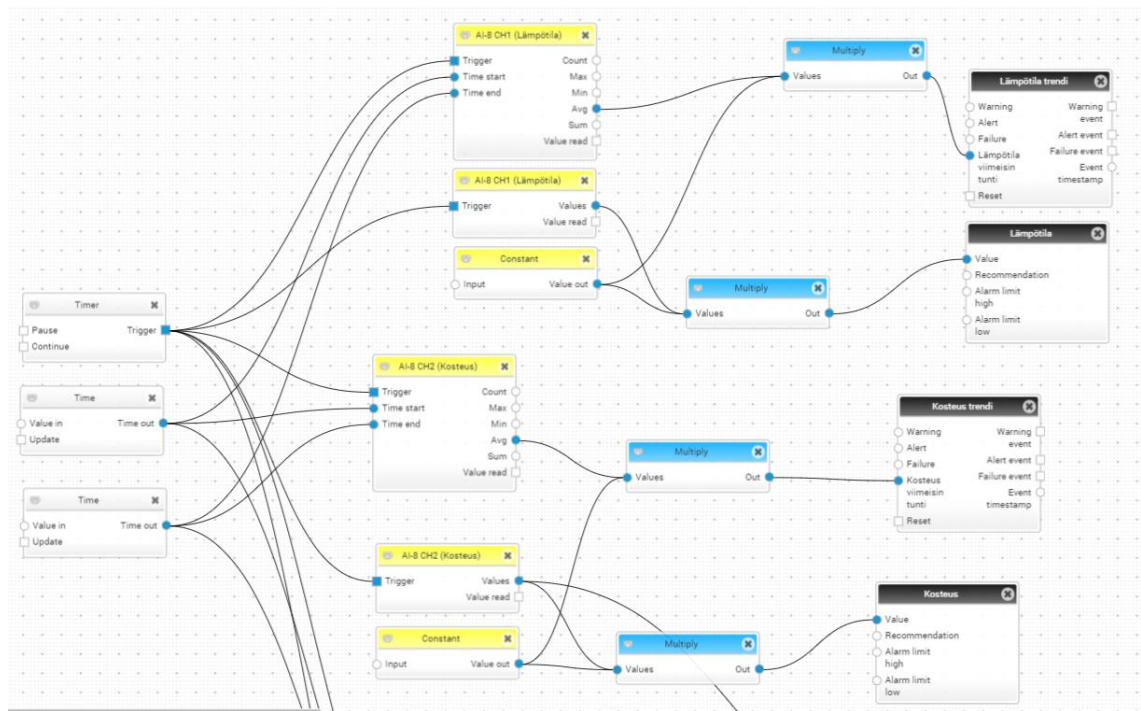 AI-8 CH1 (Lämpötila)
Trigger Count
Time start Max
Time end Min
Avg
Sum
Value read
Multiply
Values Out
Lämpötila trendi
Warning Warning
event
Alert Alert event
Failure Failure event
Lämpötila Event
viimeisin timestamp
tunti
Reset
AI-8 CH1 (Lämpötila)
Trigger Values
Value read
Constant
Input Value out
Multiply
Values Out
Lämpötila
Value
Recommendation
Alarm limit
high
Alarm limit
low
Timer
Pause Trigger
Continue
Time
Value in Time out
Update
Time
Value in Time out
Update
AI-8 CH2 (Kosteus)
Trigger Count
Time start Max
Time end Min
Avg
Sum
Value read
Multiply
Values Out
Kosteus trendi
Warning Warning
event
Alert Alert event
Failure Failure event
Kosteus Event
viimeisin timestamp
tunti
Reset
AI-8 CH2 (Kosteus)
Trigger Values
Value read
Constant
Input Value out
Multiply
Values Out
Kosteus
Value
Recommendation
Alarm limit
high
Alarm limit
low